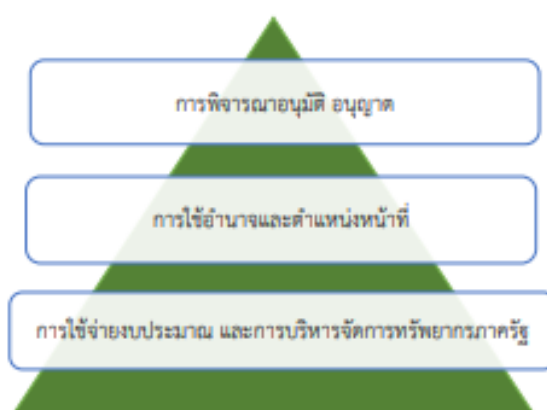 การพิจารณาอนุมัติ อนุญาต
การใช้อำนาจและตำแหน่งหน้าที่
การใช้จ่ายงบประมาณ และการบริหารจัดการทรัพยากรภาครัฐ